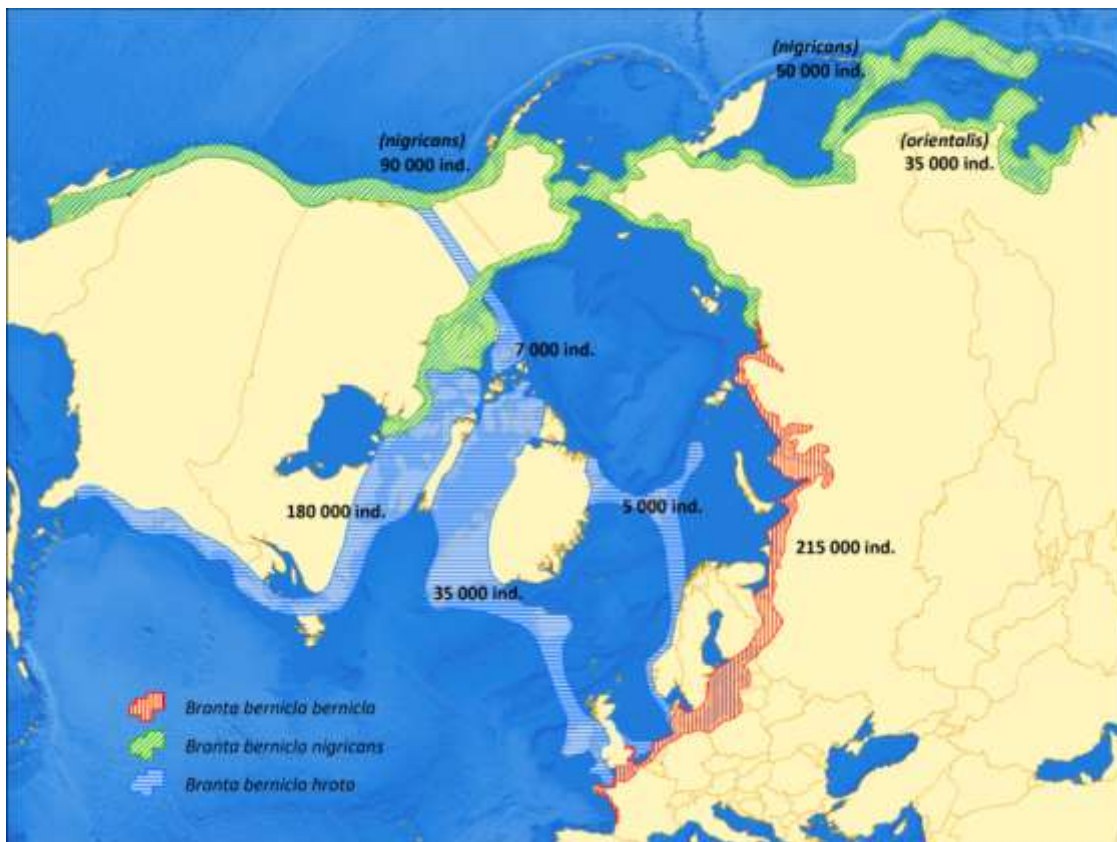 (nigricans)
50 000 ind.
(nigricans)
90 000 ind.
(orientalis)
35 000 ind.
7 000 ind.
180 000 ind.
5 000 ind.
215 000 ind.
35 000 ind.
Branta bernicla bernicla
Branta bernicla nigricans
Branta bernicla hrota